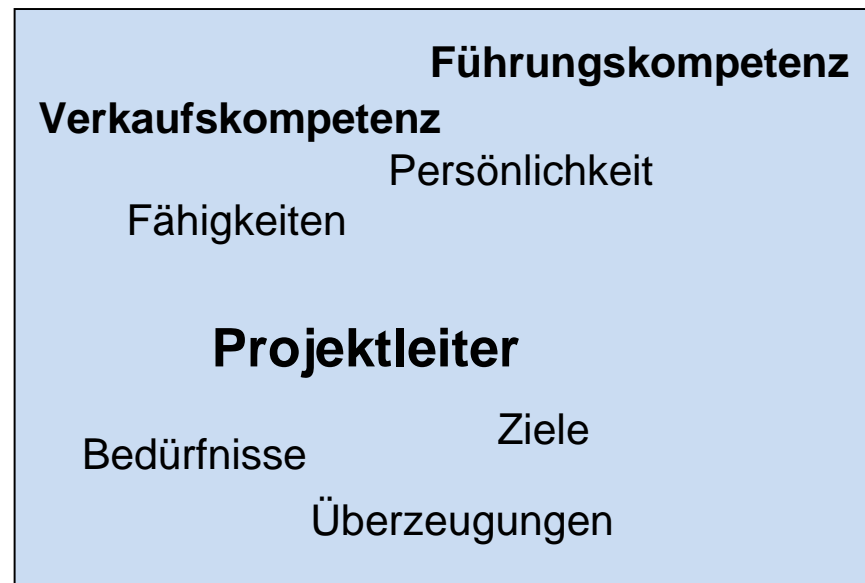 Führungskompetenz
Verkaufskompetenz
Persönlichkeit
Fähigkeiten
Projektleiter
Ziele
Bedürfnisse
Überzeugungen